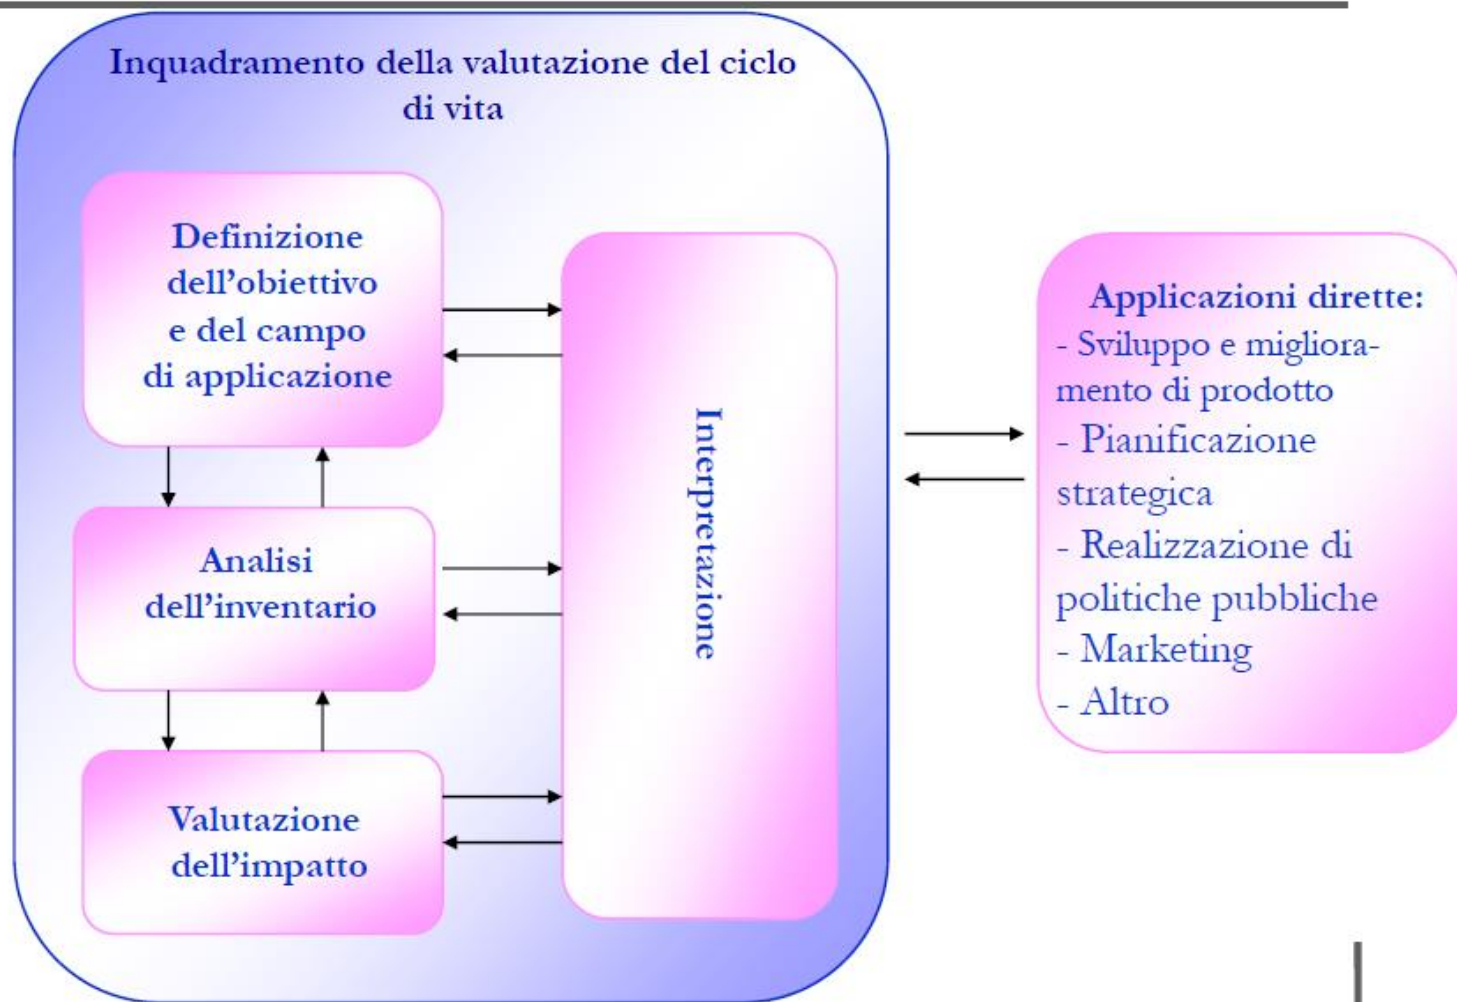 Inquadramento della valutazione del ciclo
di vita
Definizione
dell’obiettivo
e del campo
di applicazione
Analisi
dell’inventario
Valutazione
dell’impatto
Interpretazione
Applicazioni dirette:
- Sviluppo e migliora-
mento di prodotto
- Pianificazione
strategica
- Realizzazione di
politiche pubbliche
- Marketing
- Altro